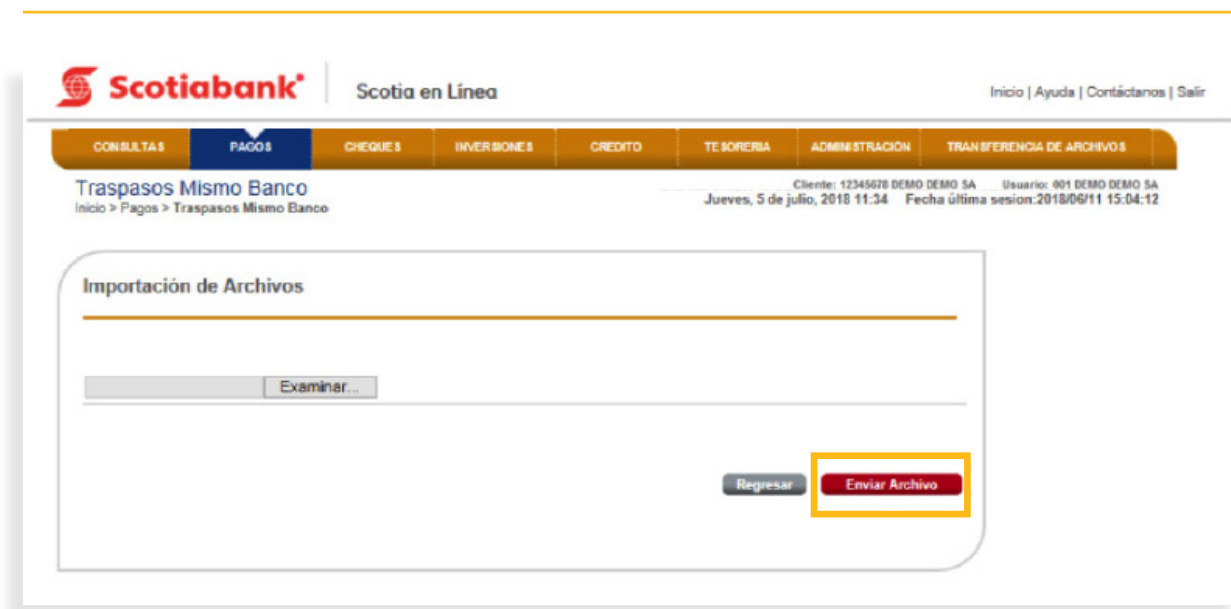 Scotiabank Scotia en Línea Inicio | Ayuda | Contáctanos | Salir
CONSULTAS PAGOS CHEQUES INVERSIONES CREDITO TESORERIA ADMINISTRACIÓN TRANSFERENCIA DE ARCHIVOS
Traspasos Mismo Banco
Cliente: 12345678 DEMO DEMO SA Usuario: 001 DEMO DEMO SA
Inicio > Pagos > Traspasos Mismo Banco
Jueves, 5 de julio, 2018 11:34 Fecha última sesion:2018/06/11 15:04:12
Importación de Archivos
Examinar...
Regresar Enviar Archivo